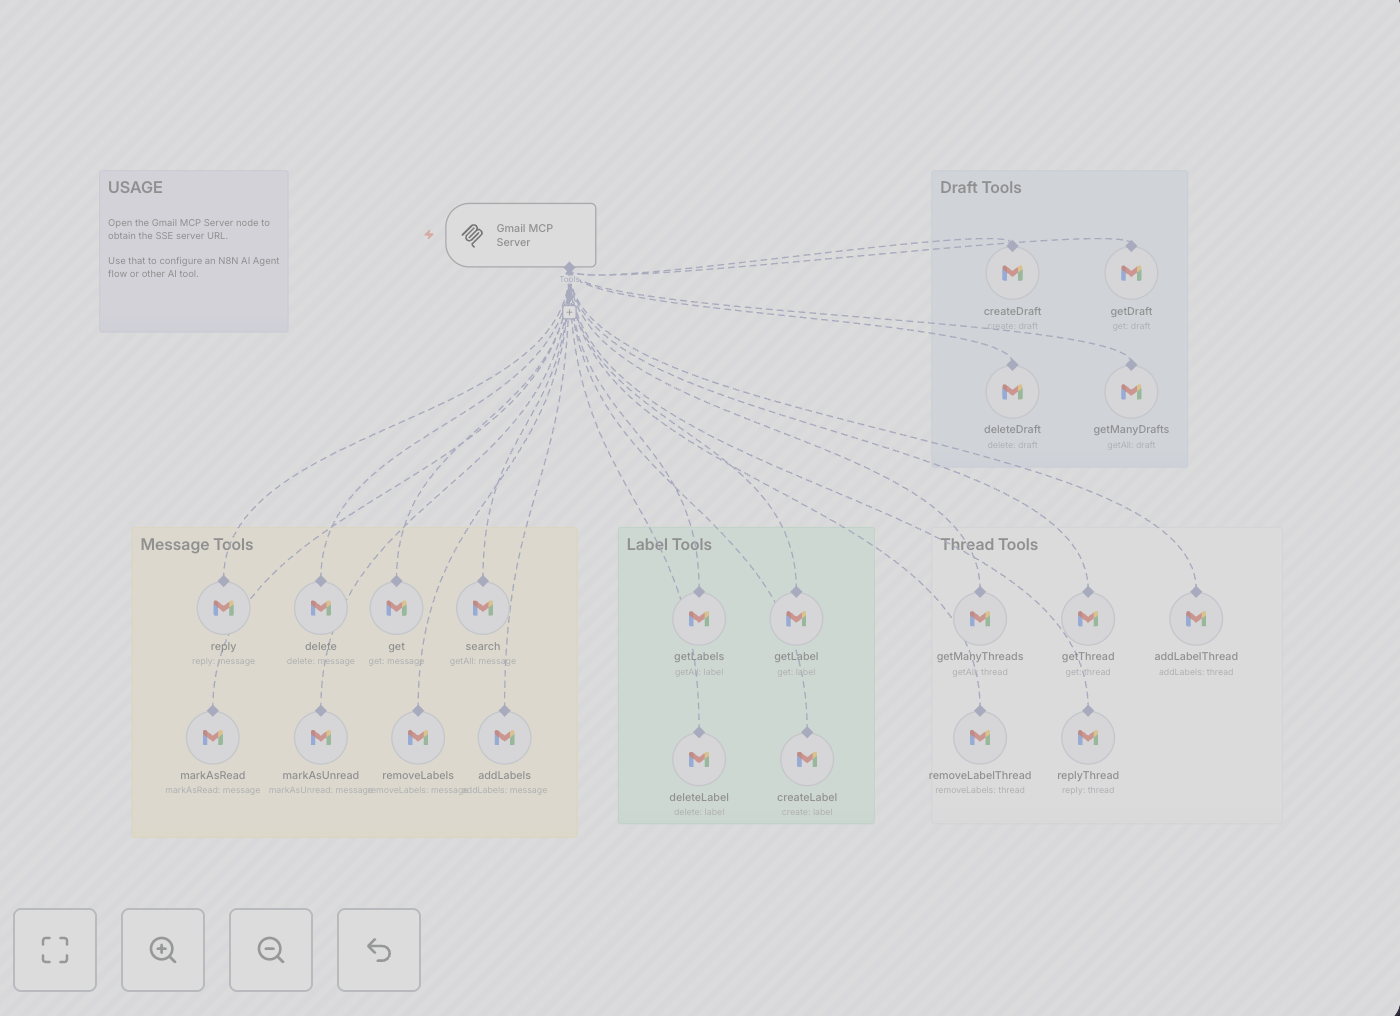 USAGE
Open the Gmail MCP Server node to
obtain the SSE server URL.
Use that to configure an N8N AI Agent
flow or other AI tool.
Gmail MCP
Server
Tools
Draft Tools
createDraft
create: draft
getDraft
get: draft
deleteDraft
delete: draft
getManyDrafts
getAll: draft
Message Tools
reply
reply: message
delete
delete: message
get
get: message
search
getAll: message
markAsRead
markAsRead: message
markAsUnread
markAsUnread: message
removeLabels
removeLabels: message
addLabels
addLabels: message
Label Tools
getLabels
getAll: label
getLabel
get: label
deleteLabel
delete: label
createLabel
create: label
Thread Tools
getManyThreads
getAll: thread
getThread
get: thread
addLabelThread
addLabels: thread
removeLabelThread
removeLabels: thread
replyThread
reply: thread